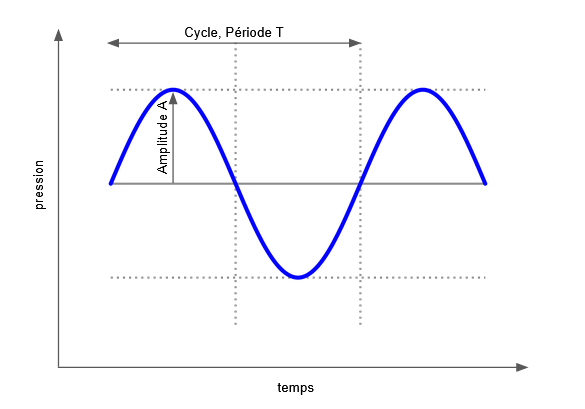 Cycle, Période T
Amplitude A
pression
temps